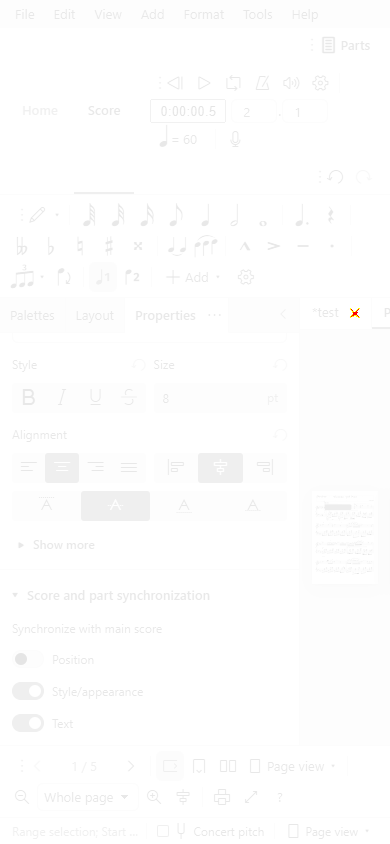 File Edit View Add Format Tools Help
Parts
Home Score 0:00:00.5 2 . 1
= 60
1 2 Add
Palettes Layout Properties ··· *test
Style Size
B I U S 8 pt
Alignment
Show more
Score and part synchronization
Synchronize with main score
Position
Style/appearance
Text
1 / 5 Page view
Whole page ?
Range selection; Start ... Concert pitch Page view